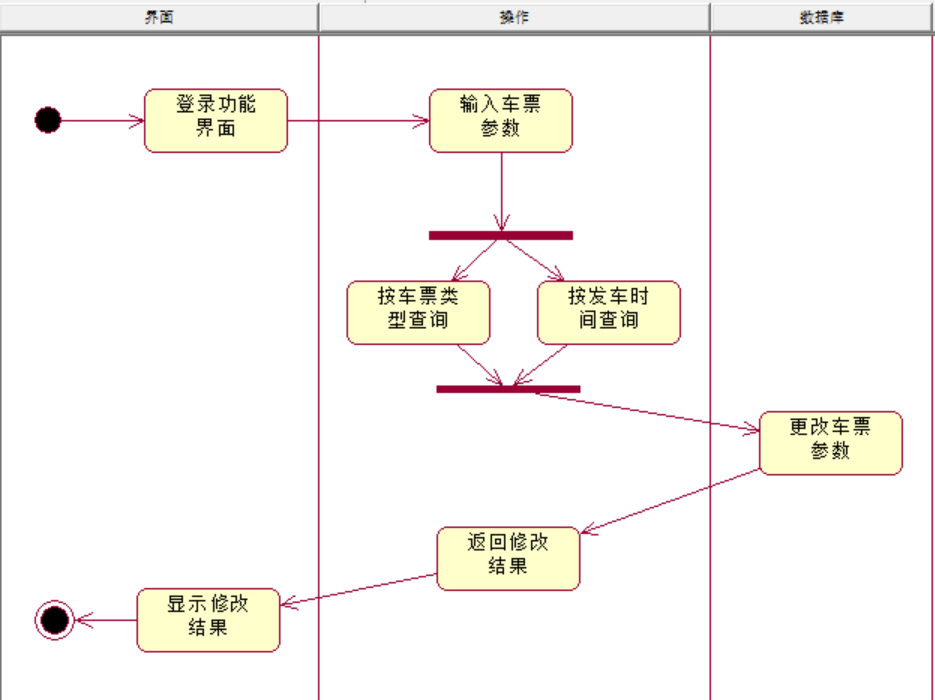 界面
操作
数据库
登录功能
界面
输入车票
参数
按车票类
型查询
按发车时
间查询
更改车票
参数
返回修改
结果
显示修改
结果